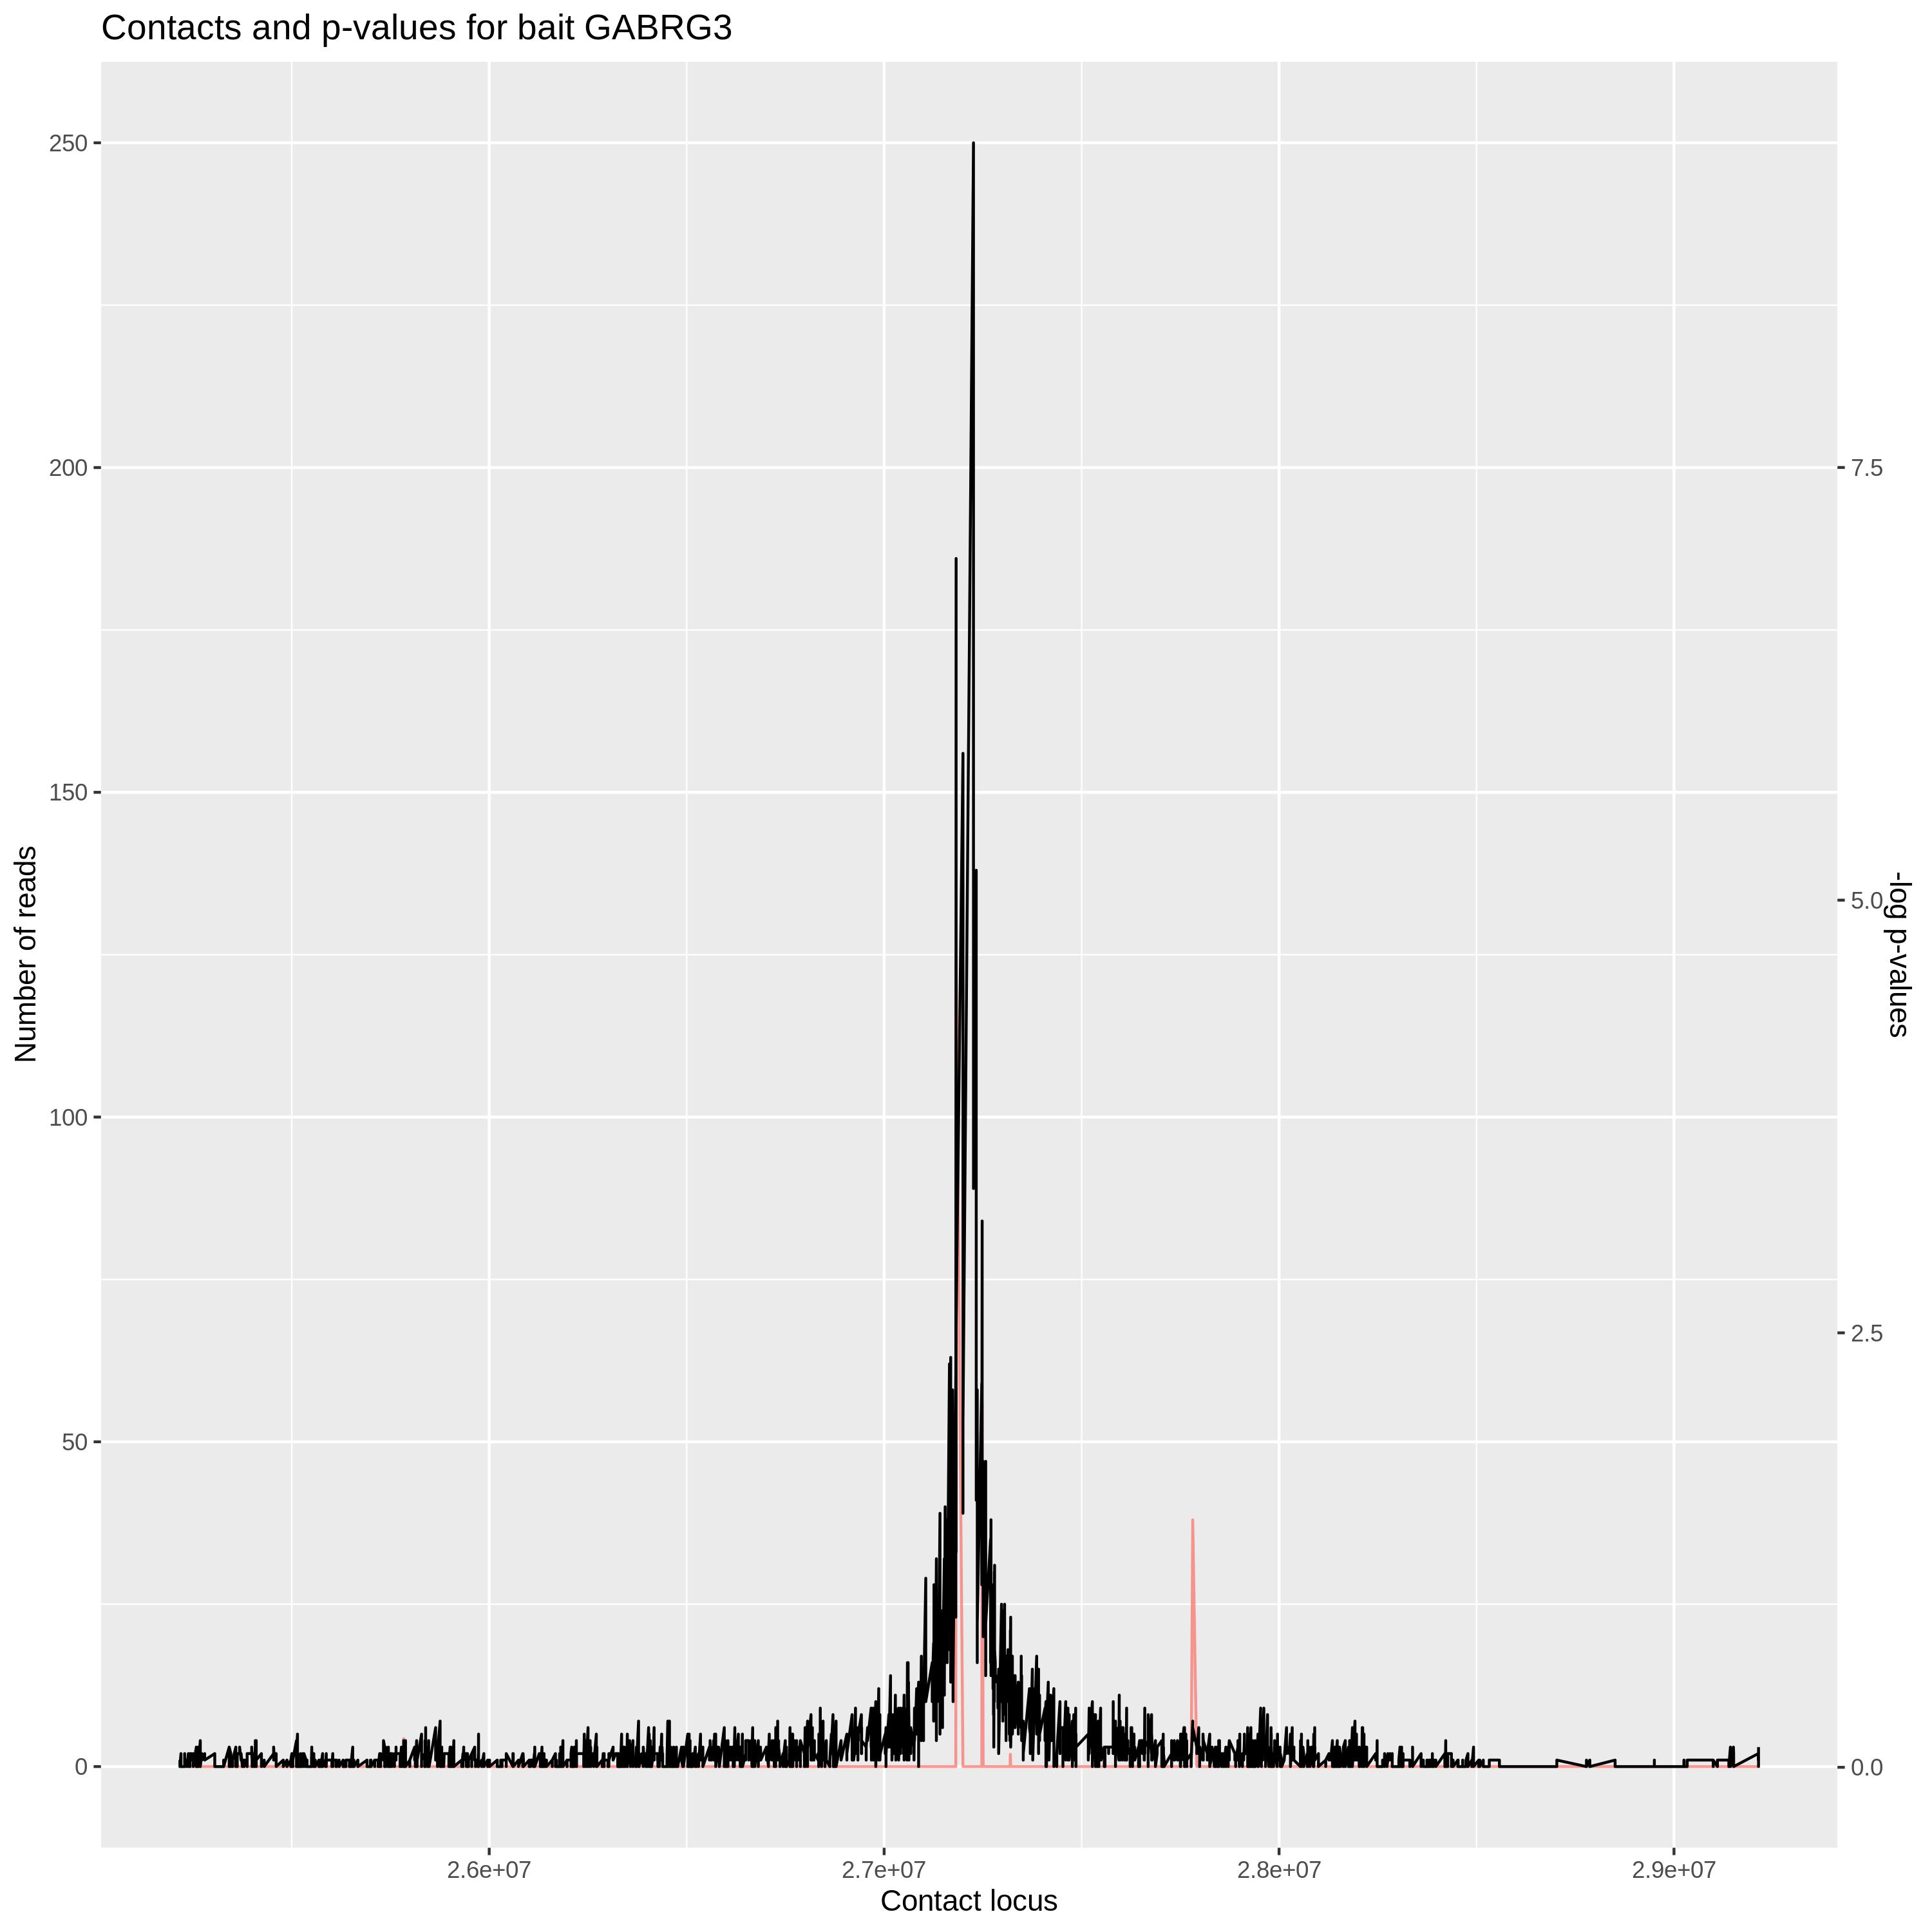 Contacts and p-values for bait GABRG3
250
200
150
100
50
0
Number of reads
7.5
5.0
2.5
0.0
-log p-values
2.6e+07
2.7e+07
2.8e+07
2.9e+07
Contact locus